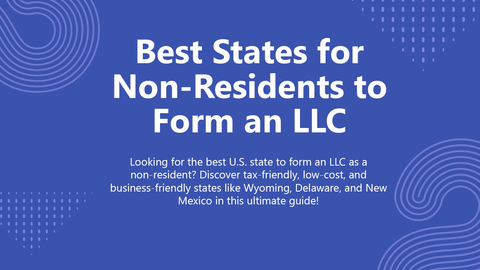 Best States for
Non-Residents to
Form an LLC
Looking for the best U.S. state to form an LLC as a
non-resident? Discover tax-friendly, low-cost, and
business-friendly states like Wyoming, Delaware, and New
Mexico in this ultimate guide!